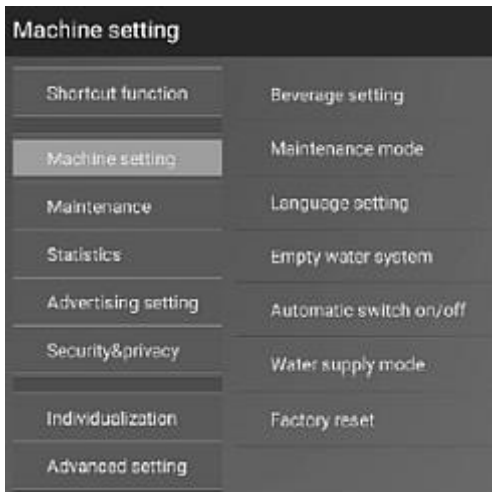 Machine setting
Shortcut function
Machine setting
Maintenance
Statistics
Advertising setting
Security&privacy
Individualization
Advanced setting
Beverage setting
Maintenance mode
Language setting
Empty water system
Automatic switch on/off
Water supply mode
Factory reset